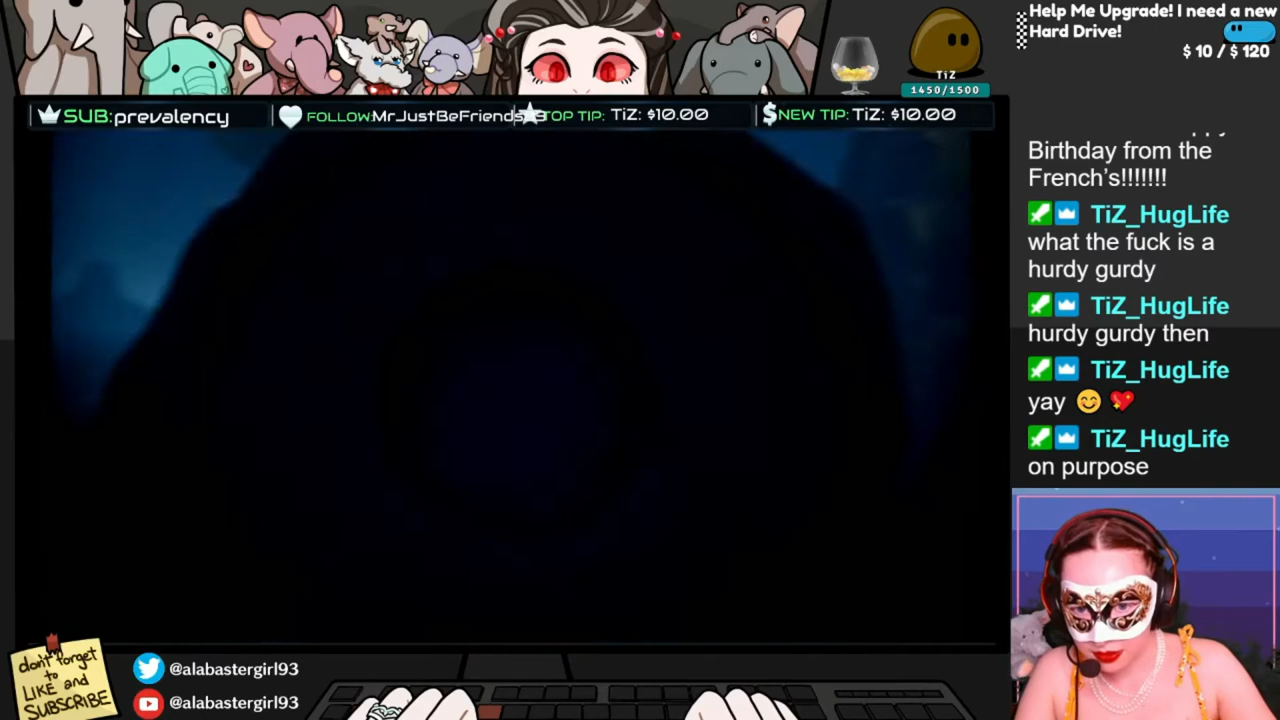 Help Me Upgrade! I need a new
Hard Drive!
$ 10 / $ 120
TiZ
1450/1500
SUB:prevalency
FOLLOW:MrJustBeFriends
TOP TIP: TiZ: $10.00
NEW TIP: TiZ: $10.00
Birthday from the
French's!!!!!!!
TiZ_HugLife
what the fuck is a
hurdy gurdy
TiZ_HugLife
hurdy gurdy then
TiZ_HugLife
yay 😊 💖
TiZ_HugLife
on purpose
don't forget
to
LIKE and
SUBSCRIBE
@alabastergirl93
@alabastergirl93